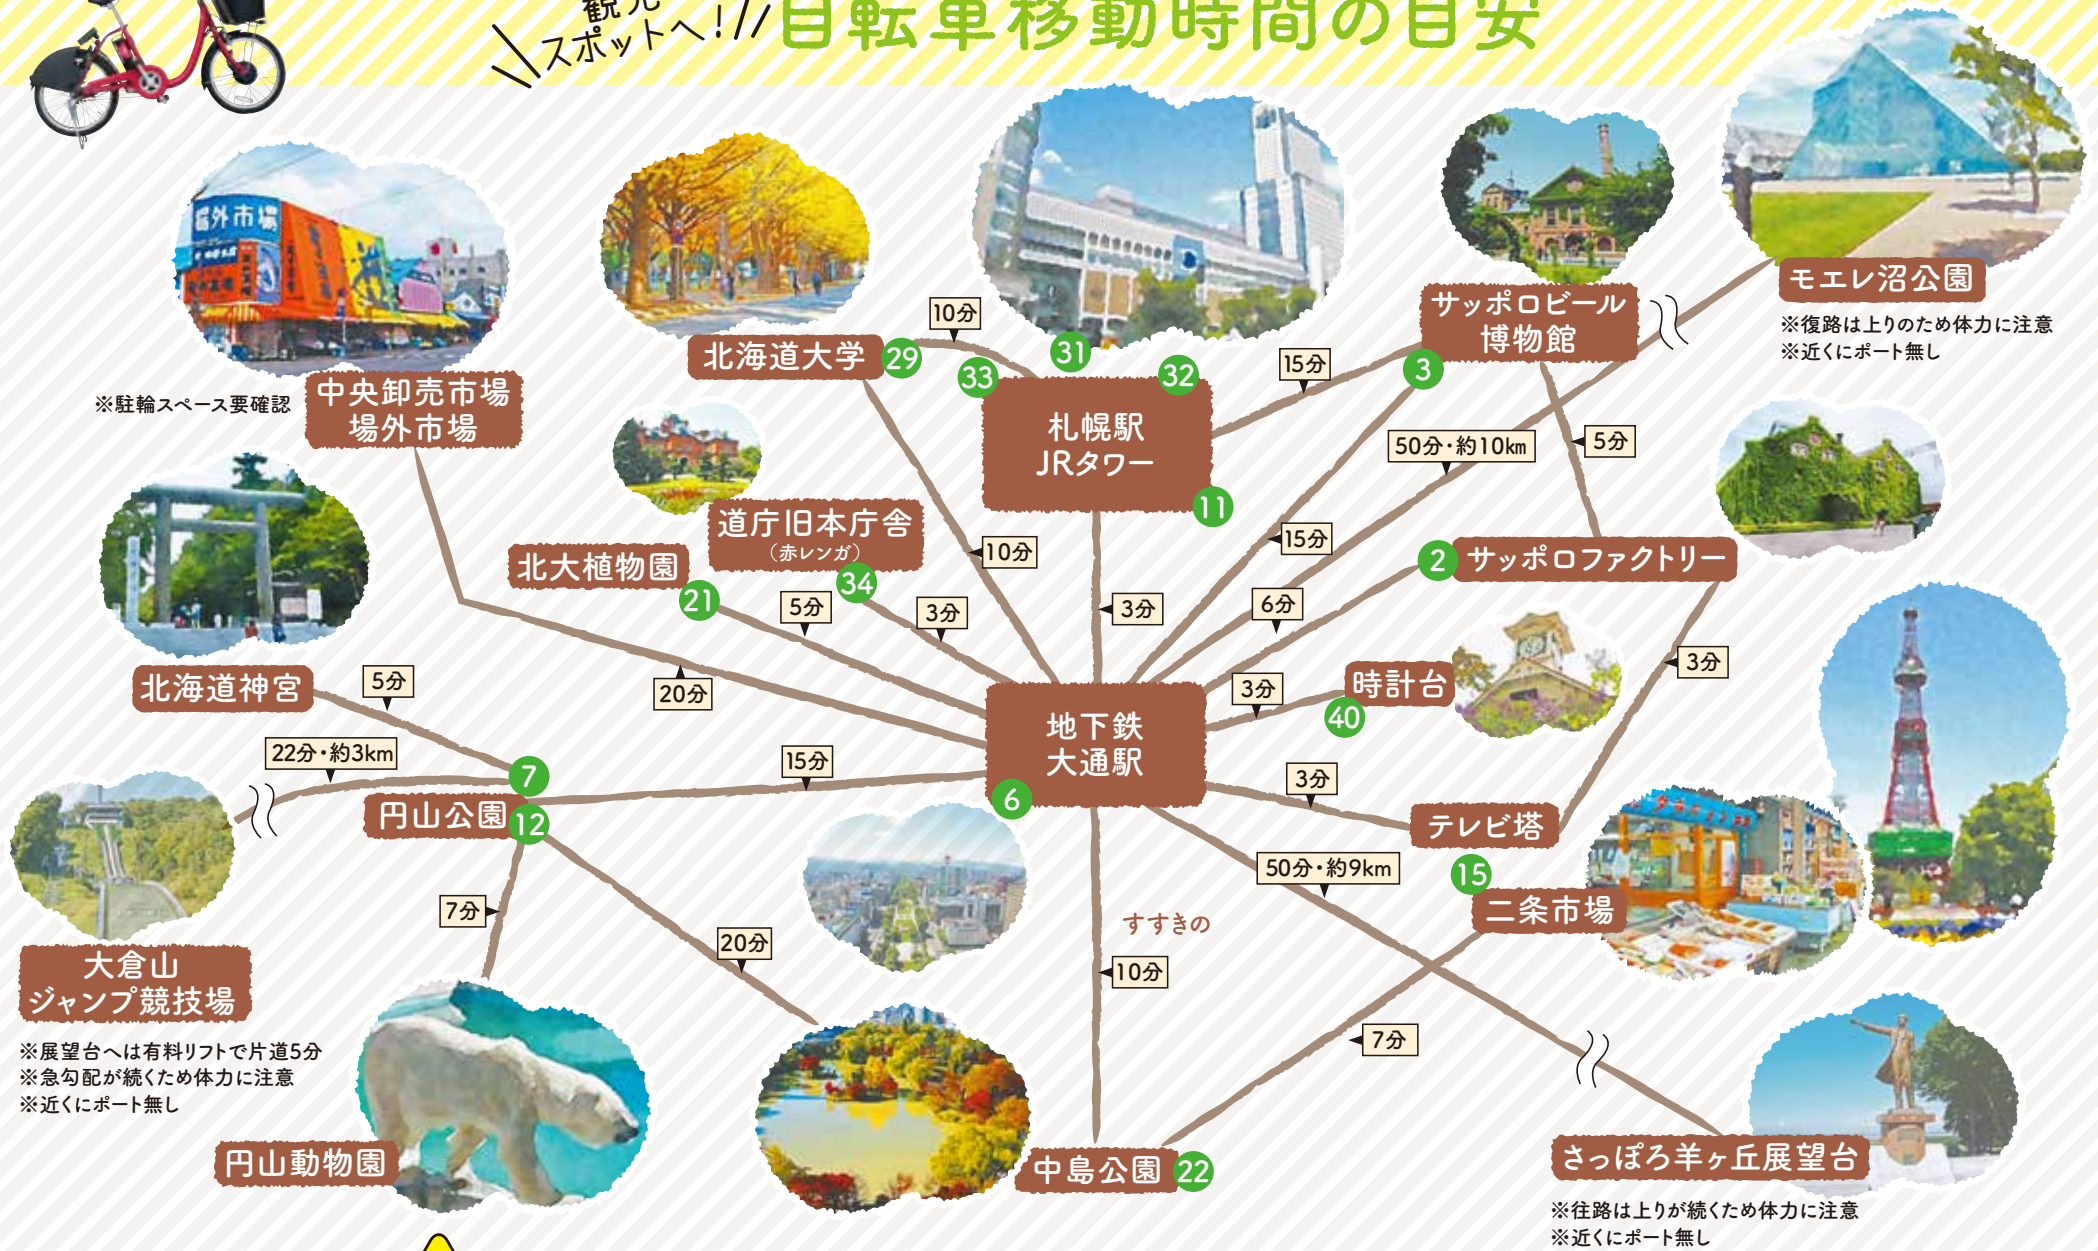 スポットへ!
自転車移動時間の目安
場外市場
モエレ沼公園
※復路は上りのため体力に注意
※近くにポート無し
サッポロビール
博物館
3
10分
31
北海道大学
29
33
32
札幌駅
JRタワー
11
15分
※駐輪スペース要確認
中央卸売市場
場外市場
50分・約10km
5分
道庁旧本庁舎
(赤レンガ)
34
北大植物園
21
10分
15分
2
サッポロファクトリー
5分
3分
3分
6分
3分
北海道神宮
5分
20分
地下鉄
大通駅
6
3分
時計台
40
22分・約3km
7
円山公園
12
15分
3分
テレビ塔
15
二条市場
50分・約9km
7分
20分
すすきの
10分
大倉山
ジャンプ競技場
※展望台へは有料リフトで片道5分
※急勾配が続くため体力に注意
※近くにポート無し
7分
円山動物園
中島公園
22
さっぽろ羊ヶ丘展望台
※往路は上りが続くため体力に注意
※近くにポート無し